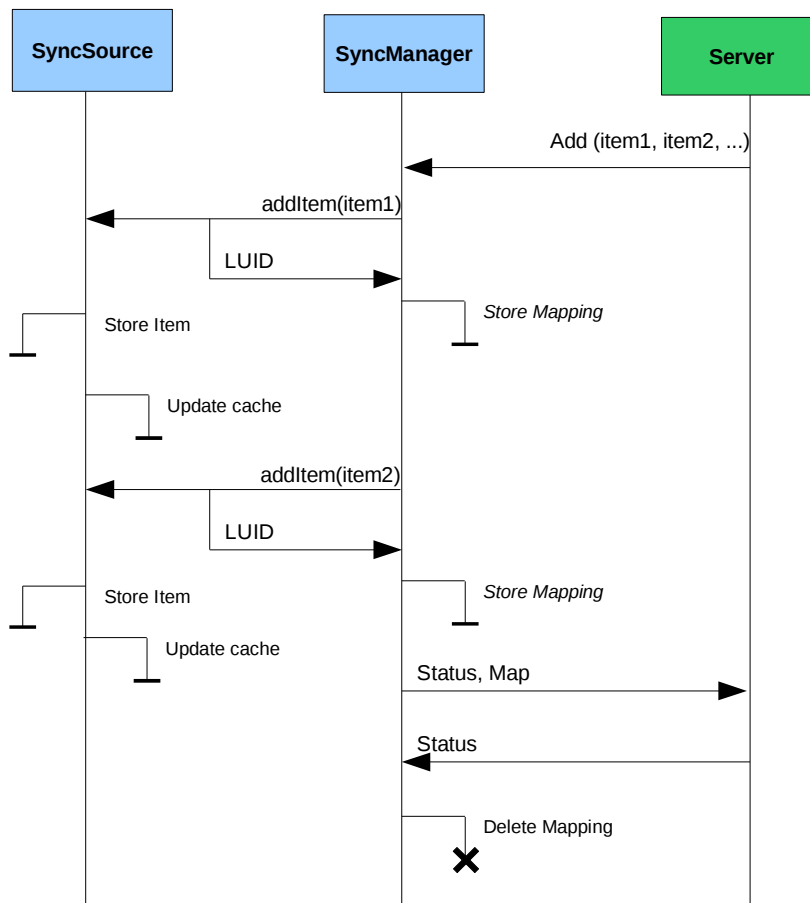 SyncSource
SyncManager
Server
Add (item1, item2, ...)
addItem(item1)
LUID
Store Item
Store Mapping
Update cache
addItem(item2)
LUID
Store Item
Store Mapping
Update cache
Status, Map
Status
Delete Mapping